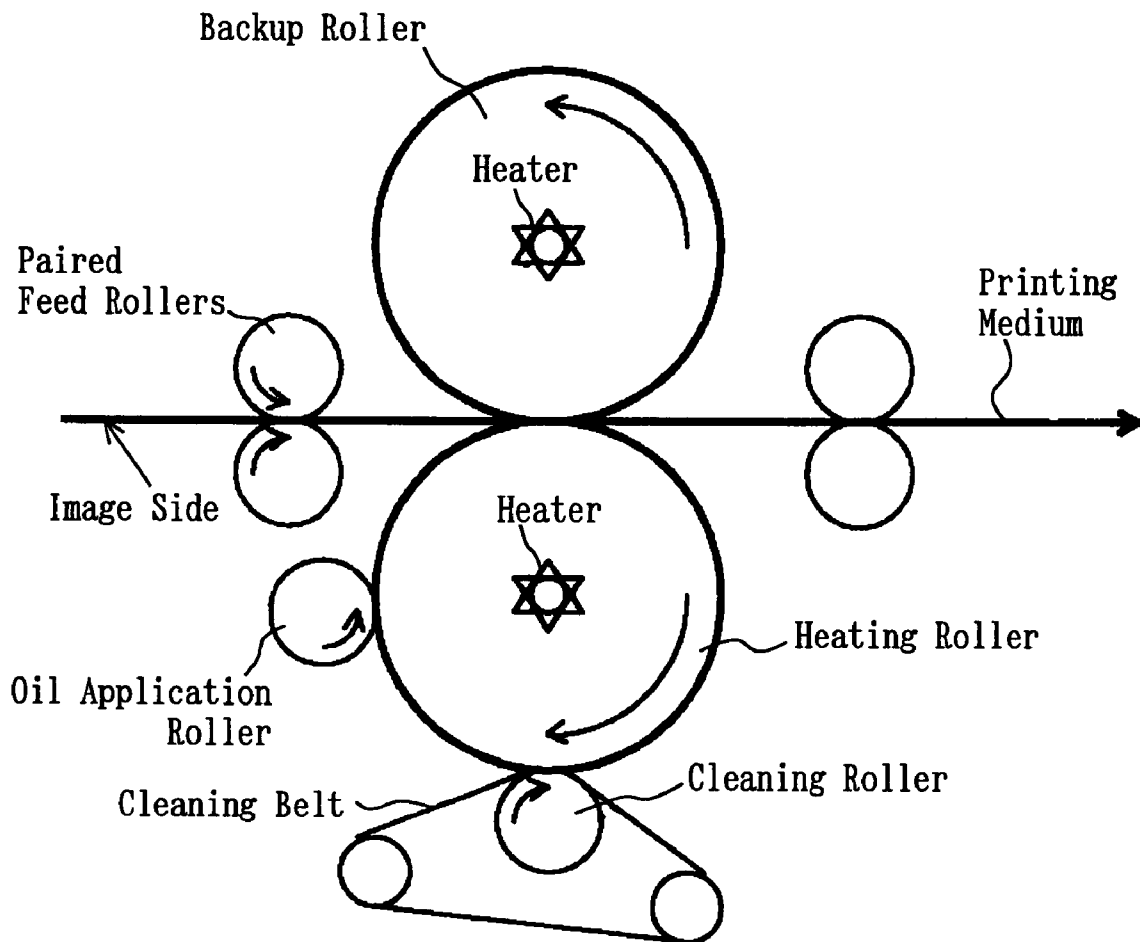 Backup Roller
Heater
Paired
Feed Rollers
Printing
Medium
Image Side
Heater
Heating Roller
Oil Application
Roller
Cleaning Roller
Cleaning Belt